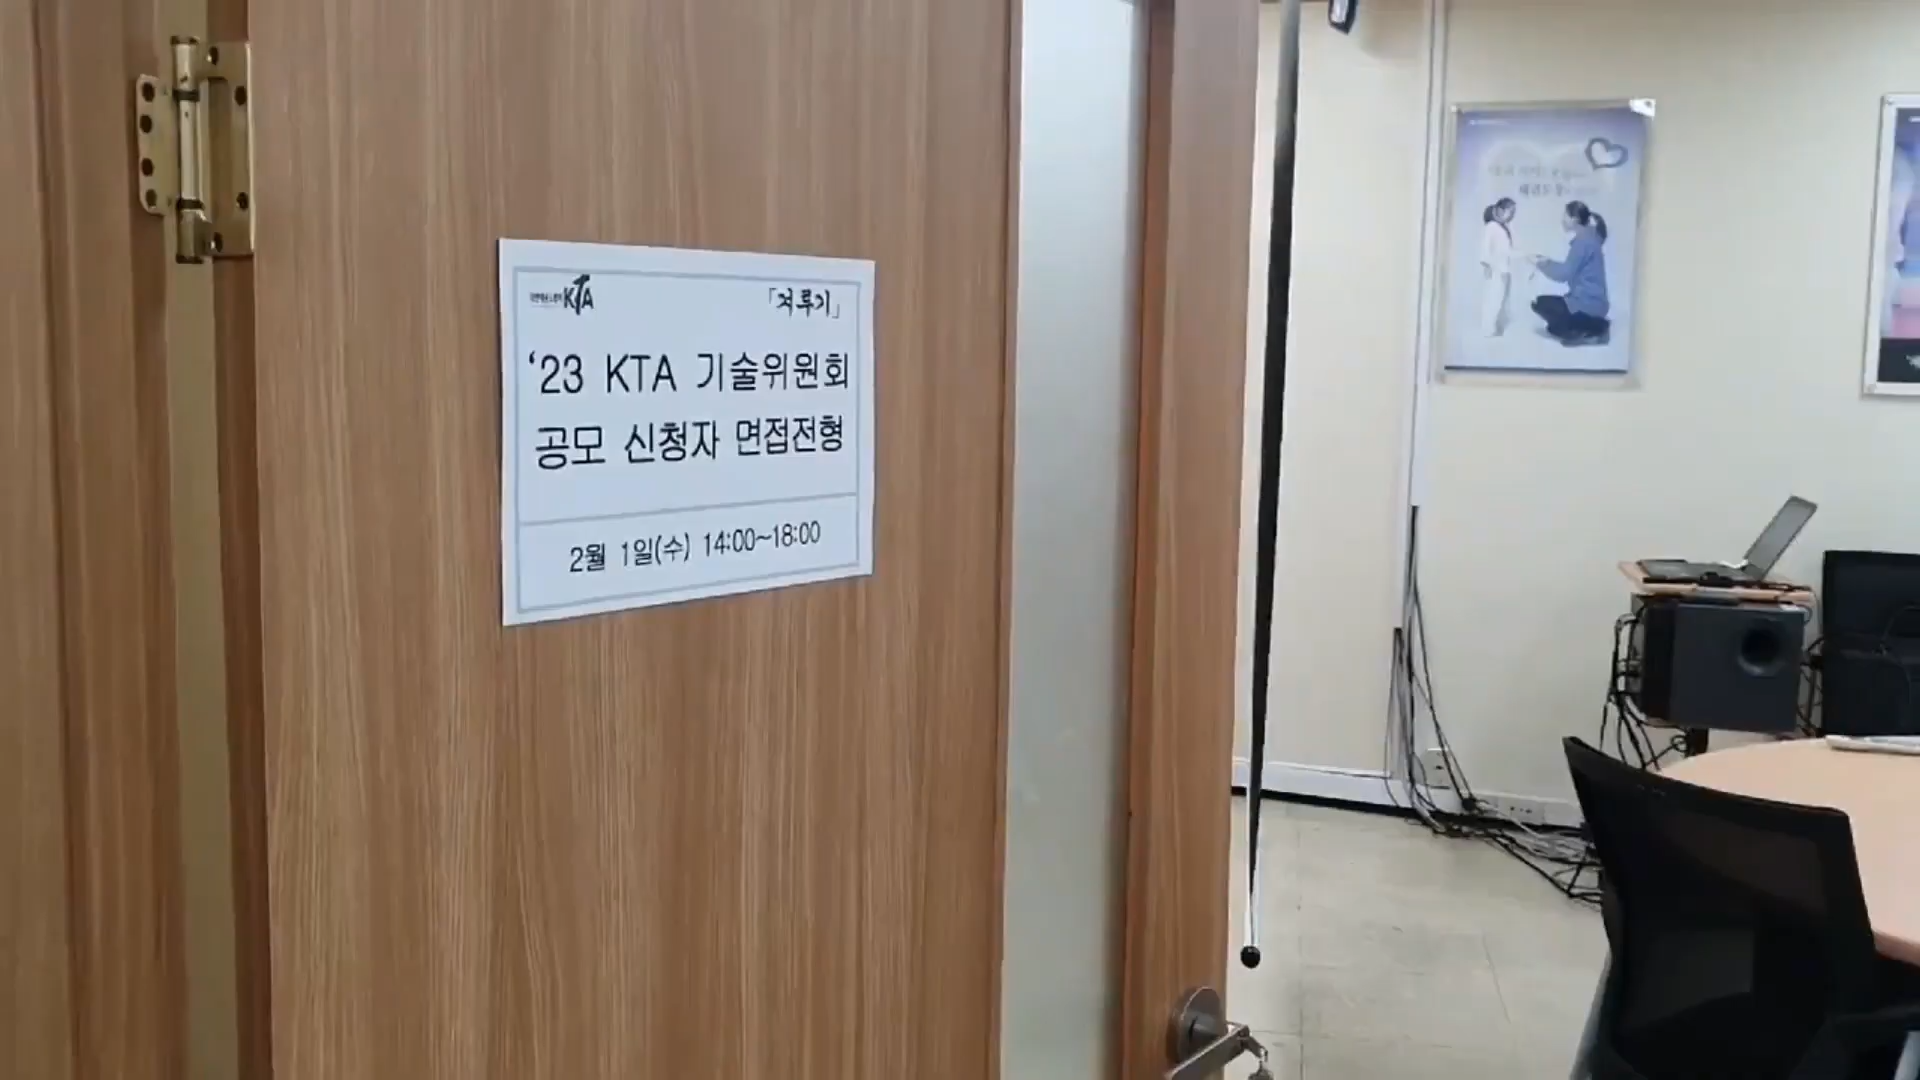 KTA 「겨루기」
‘23 KTA 기술위원회
공모 신청자 면접전형
2월 1일(수) 14:00~18:00